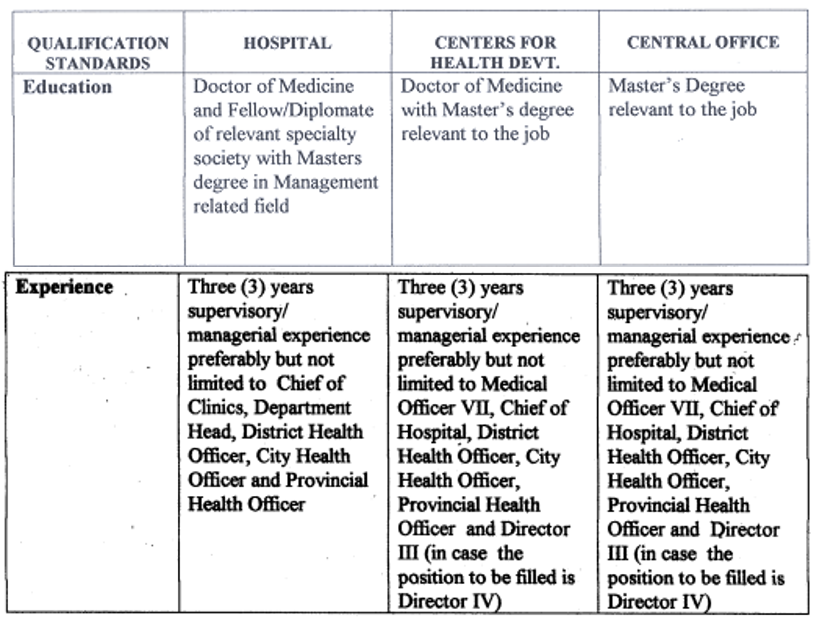 QUALIFICATION
STANDARDS
HOSPITAL
CENTERS FOR
HEALTH DEVT.
CENTRAL OFFICE
Education
Doctor of Medicine
and Fellow/Diplomate
of relevant specialty
society with Masters
degree in Management
related field
Doctor of Medicine
with Master's degree
relevant to the job
Master's Degree
relevant to the job
Experience
Three (3) years
supervisory/
managerial experience
preferably but not
limited to Chief of
Clinics, Department
Head, District Health
Officer, City Health
Officer and Provincial
Health Officer
Three (3) years
supervisory/
managerial experience
preferably but not
limited to Medical
Officer VII, Chief of
Hospital, District
Health Officer, City
Health Officer,
Provincial Health
Officer and Director
III (in case the
position to be filled is
Director IV)
Three (3) years
supervisory/
managerial experience
preferably but not
limited to Medical
Officer VII, Chief of
Hospital, District
Health Officer, City
Health Officer,
Provincial Health
Officer and Director
III (in case the
position to be filled is
Director IV)